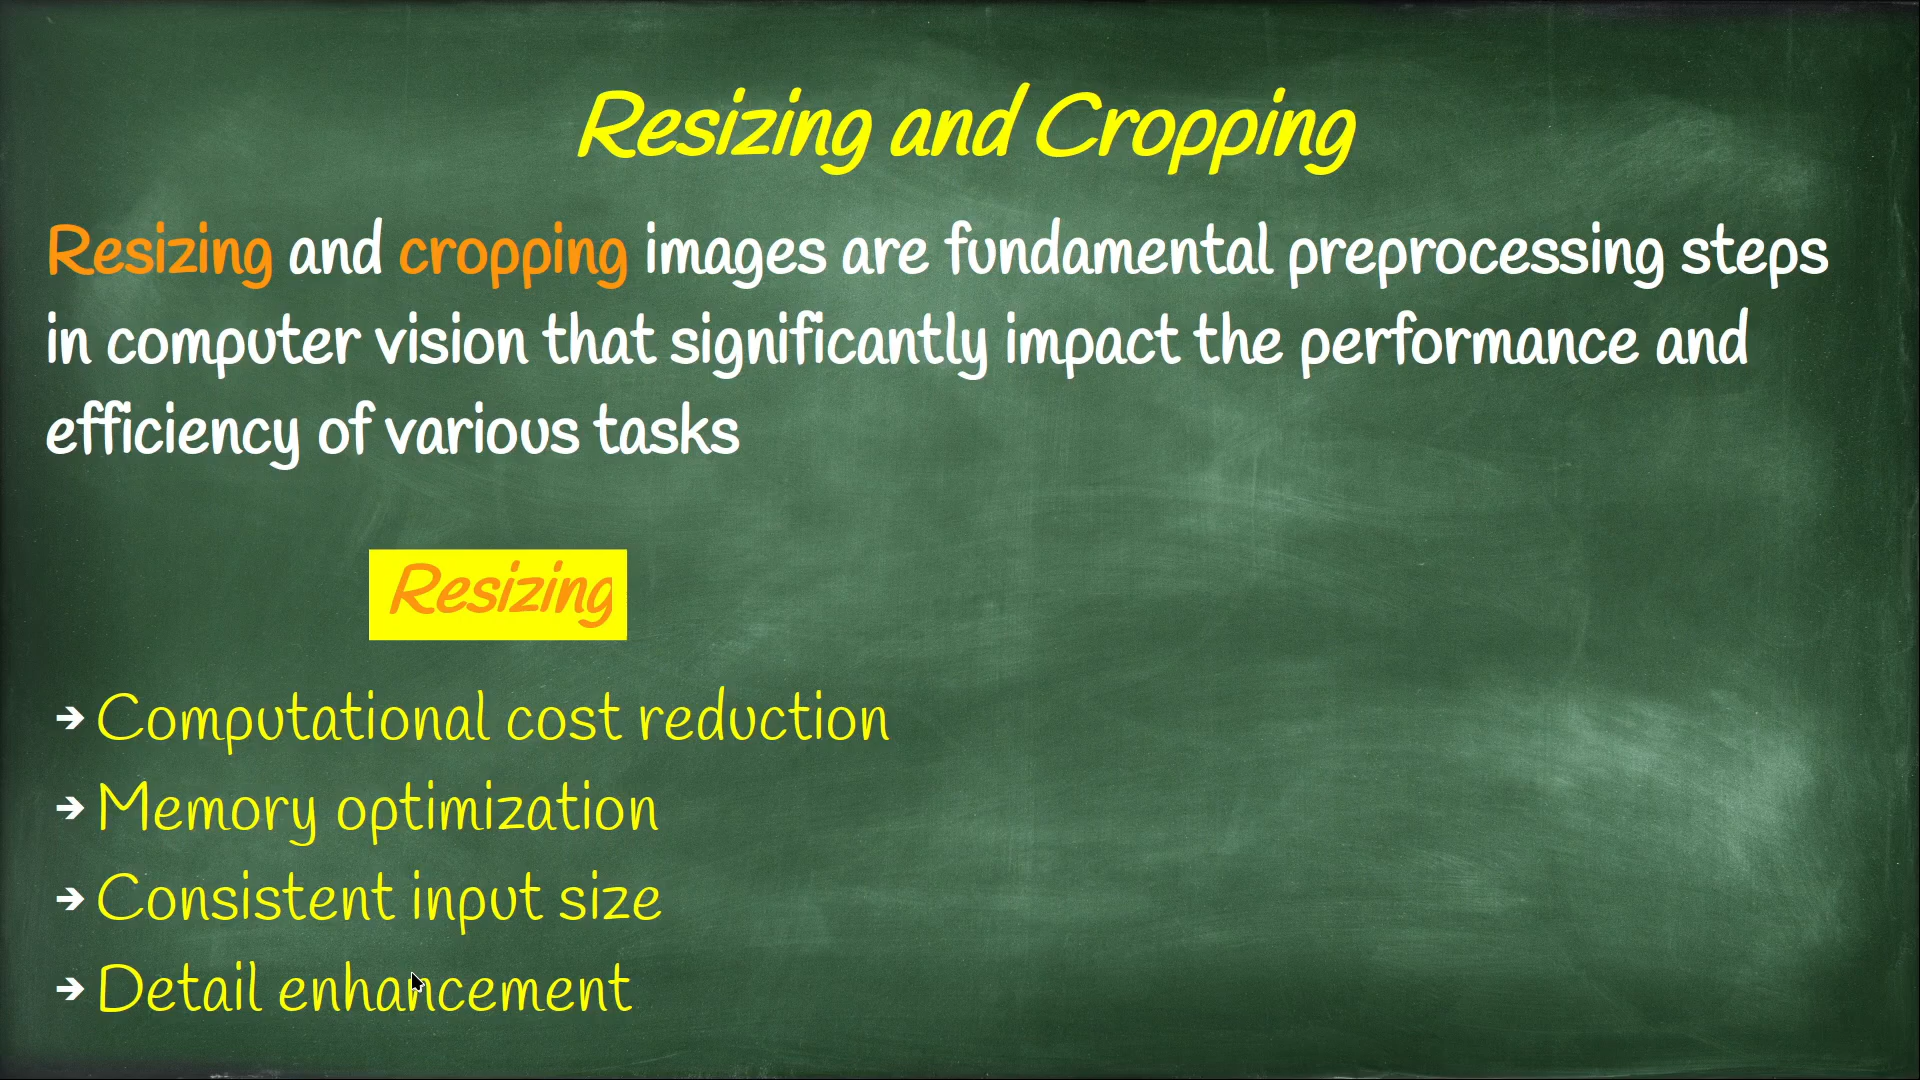 Resizing and Cropping
Resizing and cropping images are fundamental preprocessing steps
in computer vision that significantly impact the performance and
efficiency of various tasks
Resizing
➔ Computational cost reduction
➔ Memory optimization
➔ Consistent input size
➔ Detail enhancement